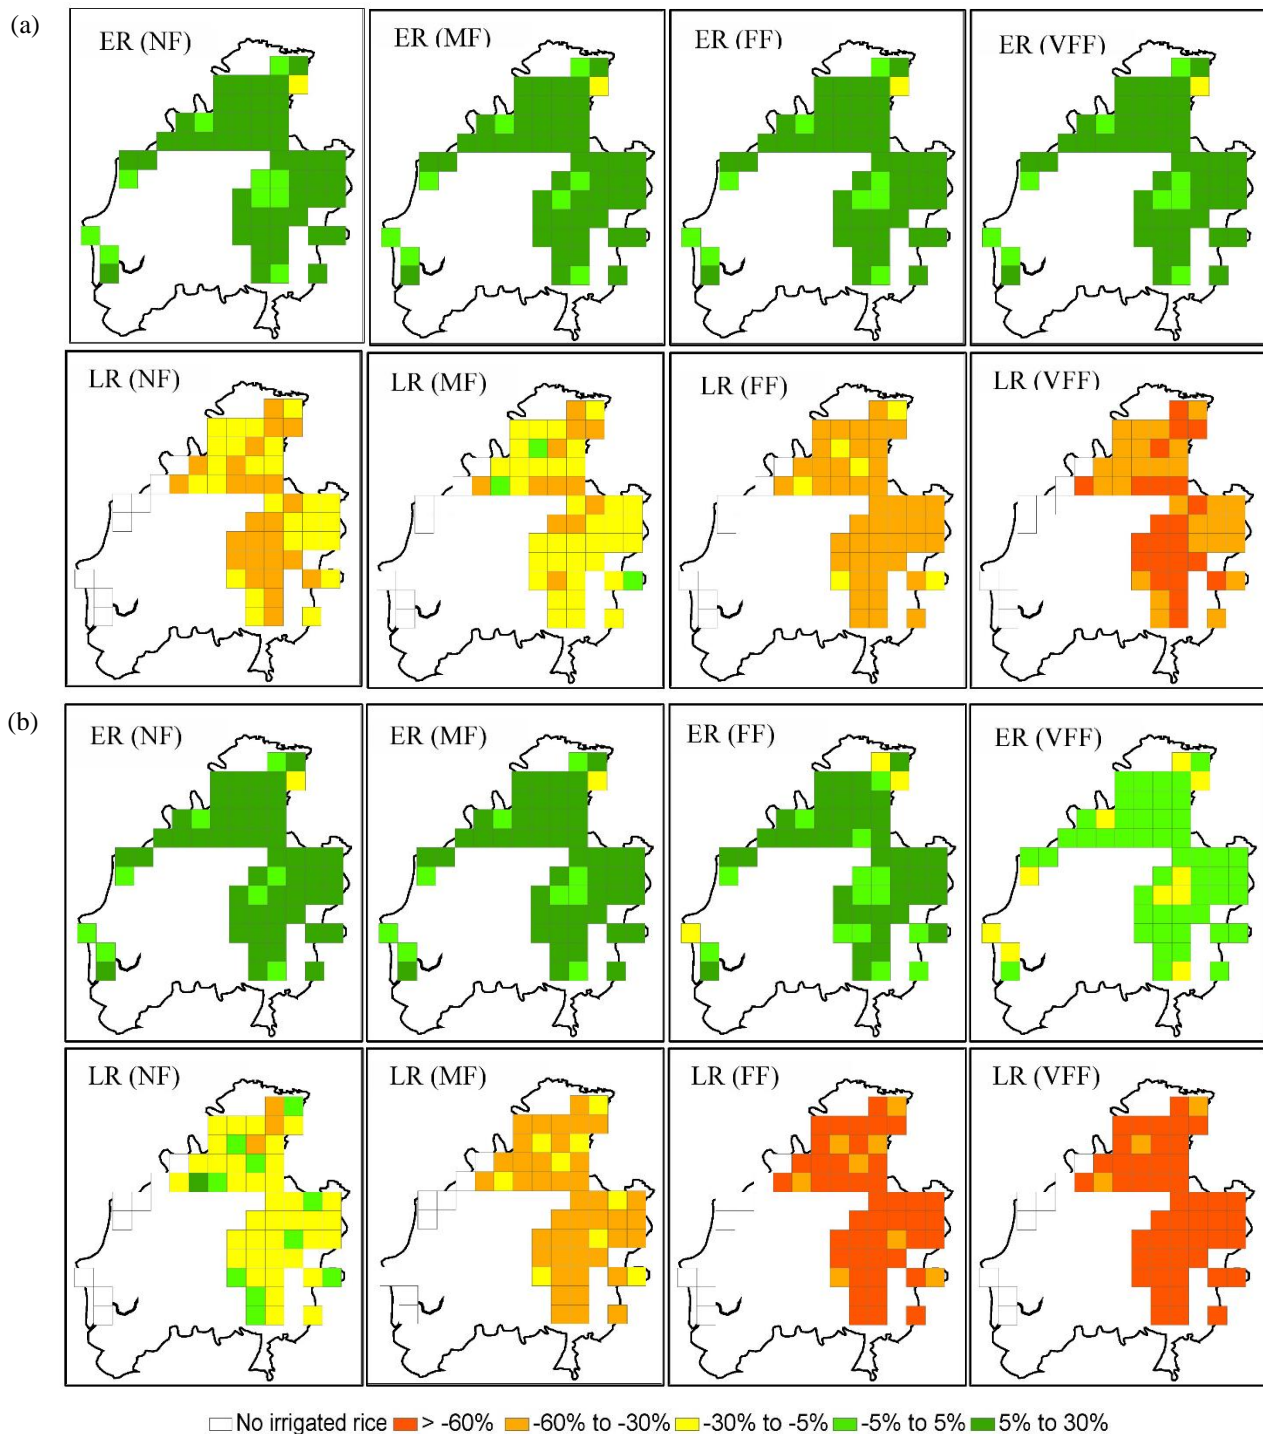 (a)
ER (NF)
ER (MF)
ER (FF)
ER (VFF)
LR (NF)
LR (MF)
LR (FF)
LR (VFF)
(b)
ER (NF)
ER (MF)
ER (FF)
ER (VFF)
LR (NF)
LR (MF)
LR (FF)
LR (VFF)
No irrigated rice > -60% -60% to -30% -30% to -5% -5% to 5% 5% to 30%